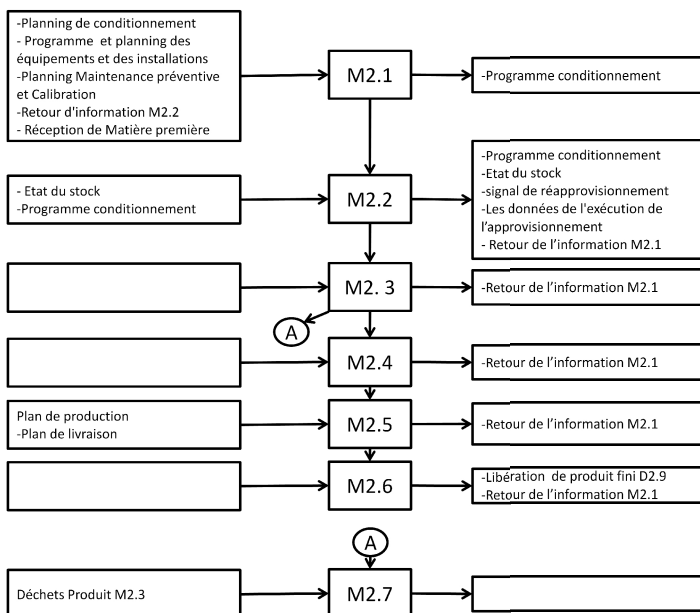 -Planning de conditionnement
- Programme et planning des
équipements et des installations
-Planning Maintenance préventive
et Calibration
-Retour d'information M2.2
- Réception de Matière première
M2.1
-Programme conditionnement
- Etat du stock
-Programme conditionnement
M2.2
-Programme conditionnement
-Etat du stock
-signal de réapprovisionnement
-Les données de l'exécution de
l’approvisionnement
- Retour de l’information M2.1
M2. 3
-Retour de l’information M2.1
A
M2.4
-Retour de l’information M2.1
Plan de production
-Plan de livraison
M2.5
-Retour de l’information M2.1
M2.6
-Libération de produit fini D2.9
-Retour de l’information M2.1
A
Déchets Produit M2.3
M2.7